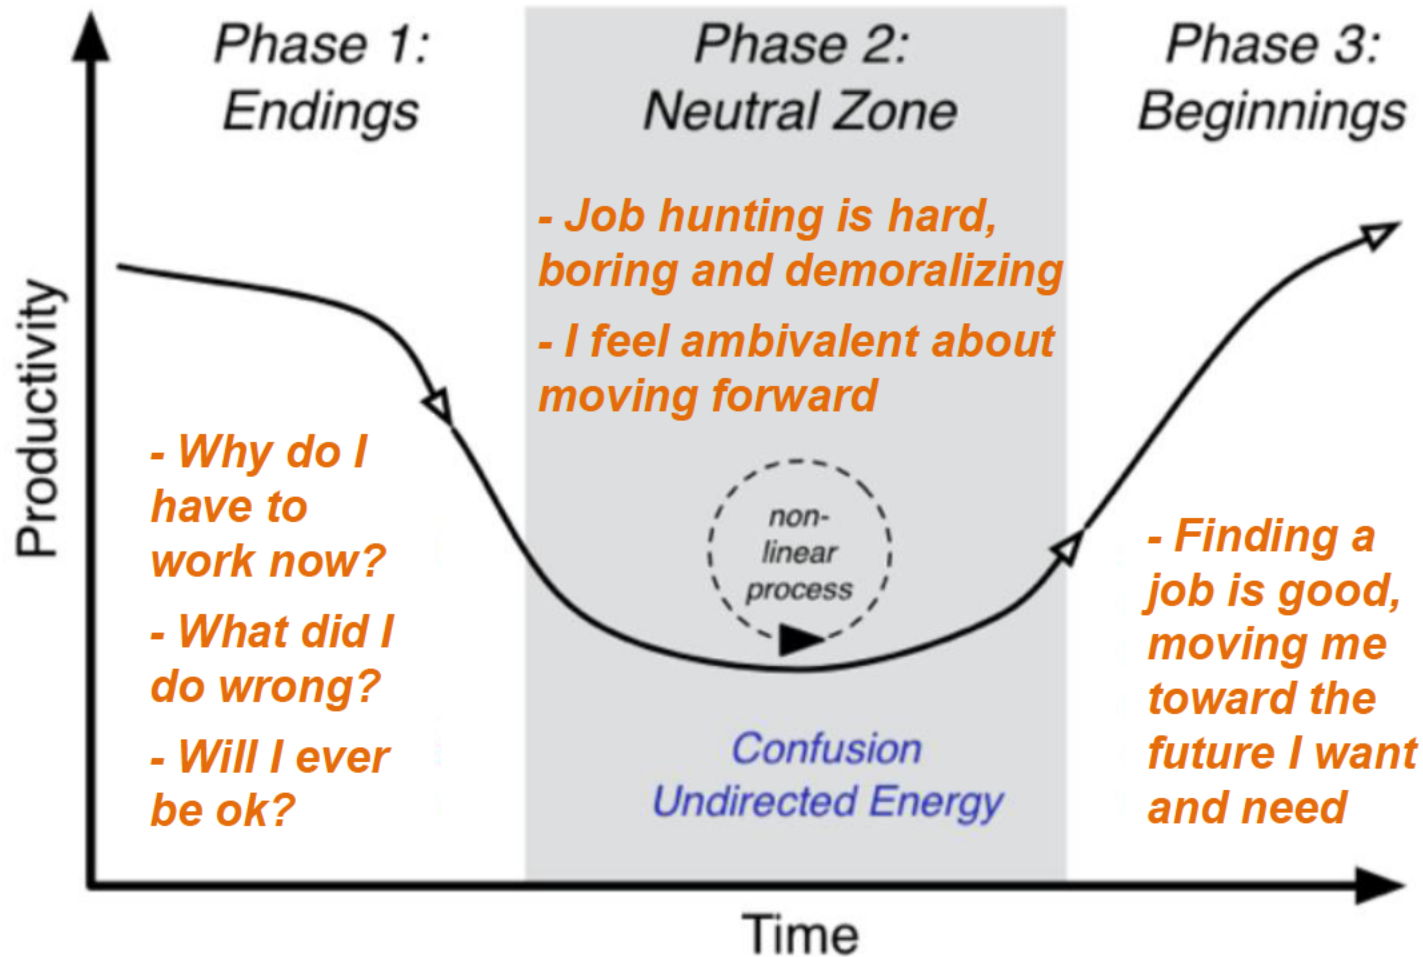 Phase 1:
Endings
Phase 2:
Neutral Zone
Phase 3:
Beginnings
Productivity
- Why do I
have to
work now?
- What did I
do wrong?
- Will I ever
be ok?
- Job hunting is hard,
boring and demoralizing
- I feel ambivalent about
moving forward
non-
linear
process
Confusion
Undirected Energy
- Finding a
job is good,
moving me
toward the
future I want
and need
Time